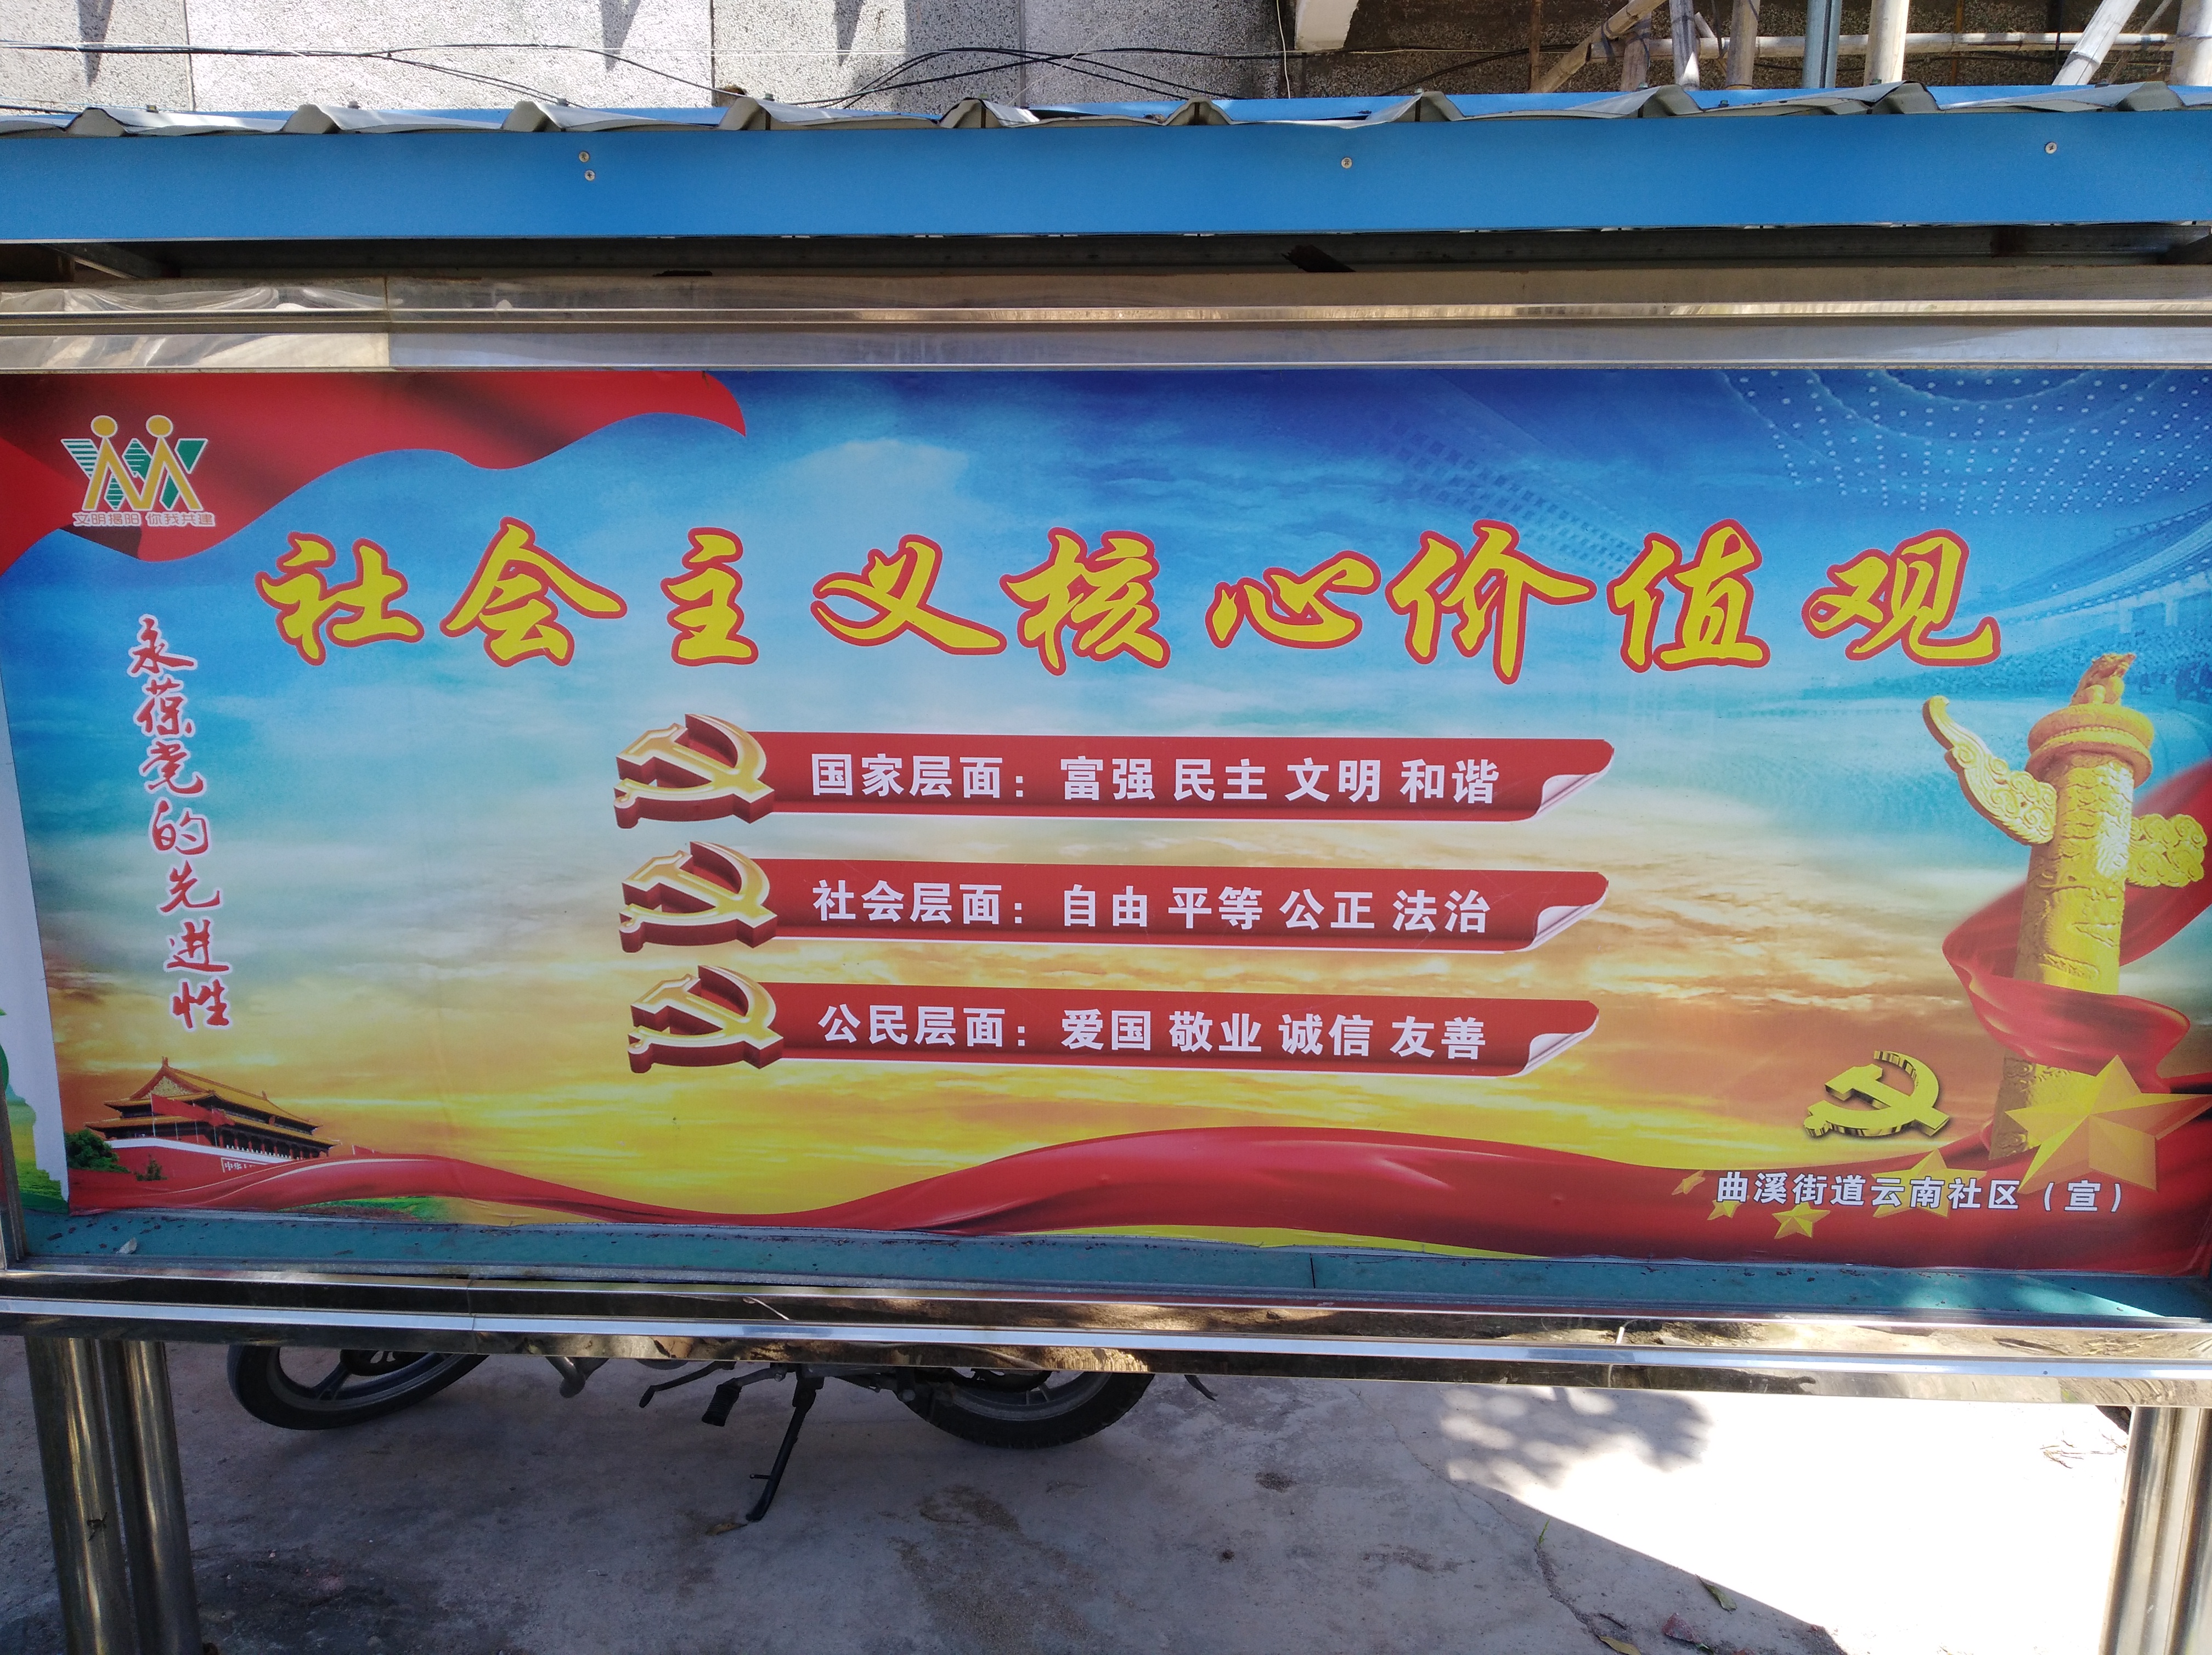 文明揭阳 你我共建
社会主义核心价值观
永葆党的先进性
国家层面：富强 民主 文明 和谐
社会层面：自由 平等 公正 法治
公民层面：爱国 敬业 诚信 友善
曲溪街道云南社区（宣）